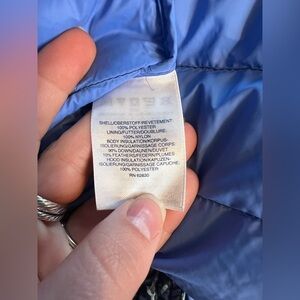 SHELL/OBERSTOFF/REVETEMENT:
100% POLYESTER
LINING/FUTTER/DOUBLURE:
100% NYLON
BODY INSULATION/KORPUS-
ISOLIERUNG/GARNISSAGE CORPS:
90% DOWN/DAUNEN/DUVET
10% FEATHERS/FEDERN/PLUMES
HOOD INSULATION/KAPUZEN-
ISOLIERUNG/GARNISSAGE CAPUCHE:
100% POLYESTER
RN 62830